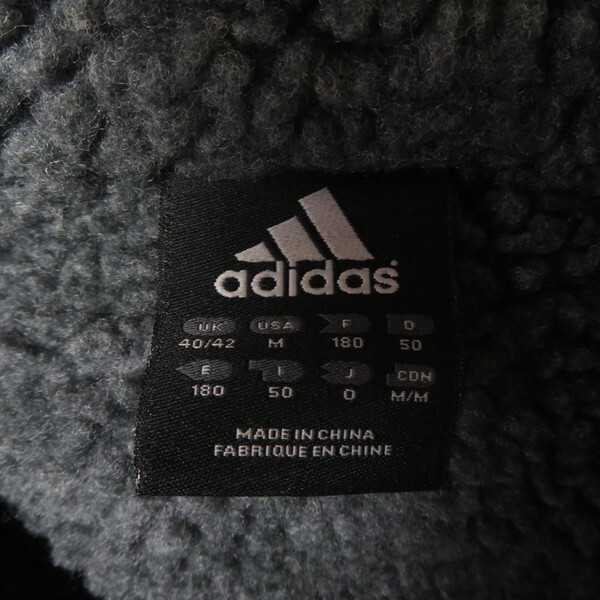 adidas
UK USA F D
40/42 M 180 50
E I J CDN
180 50 O M/M
MADE IN CHINA
FABRIQUE EN CHINE